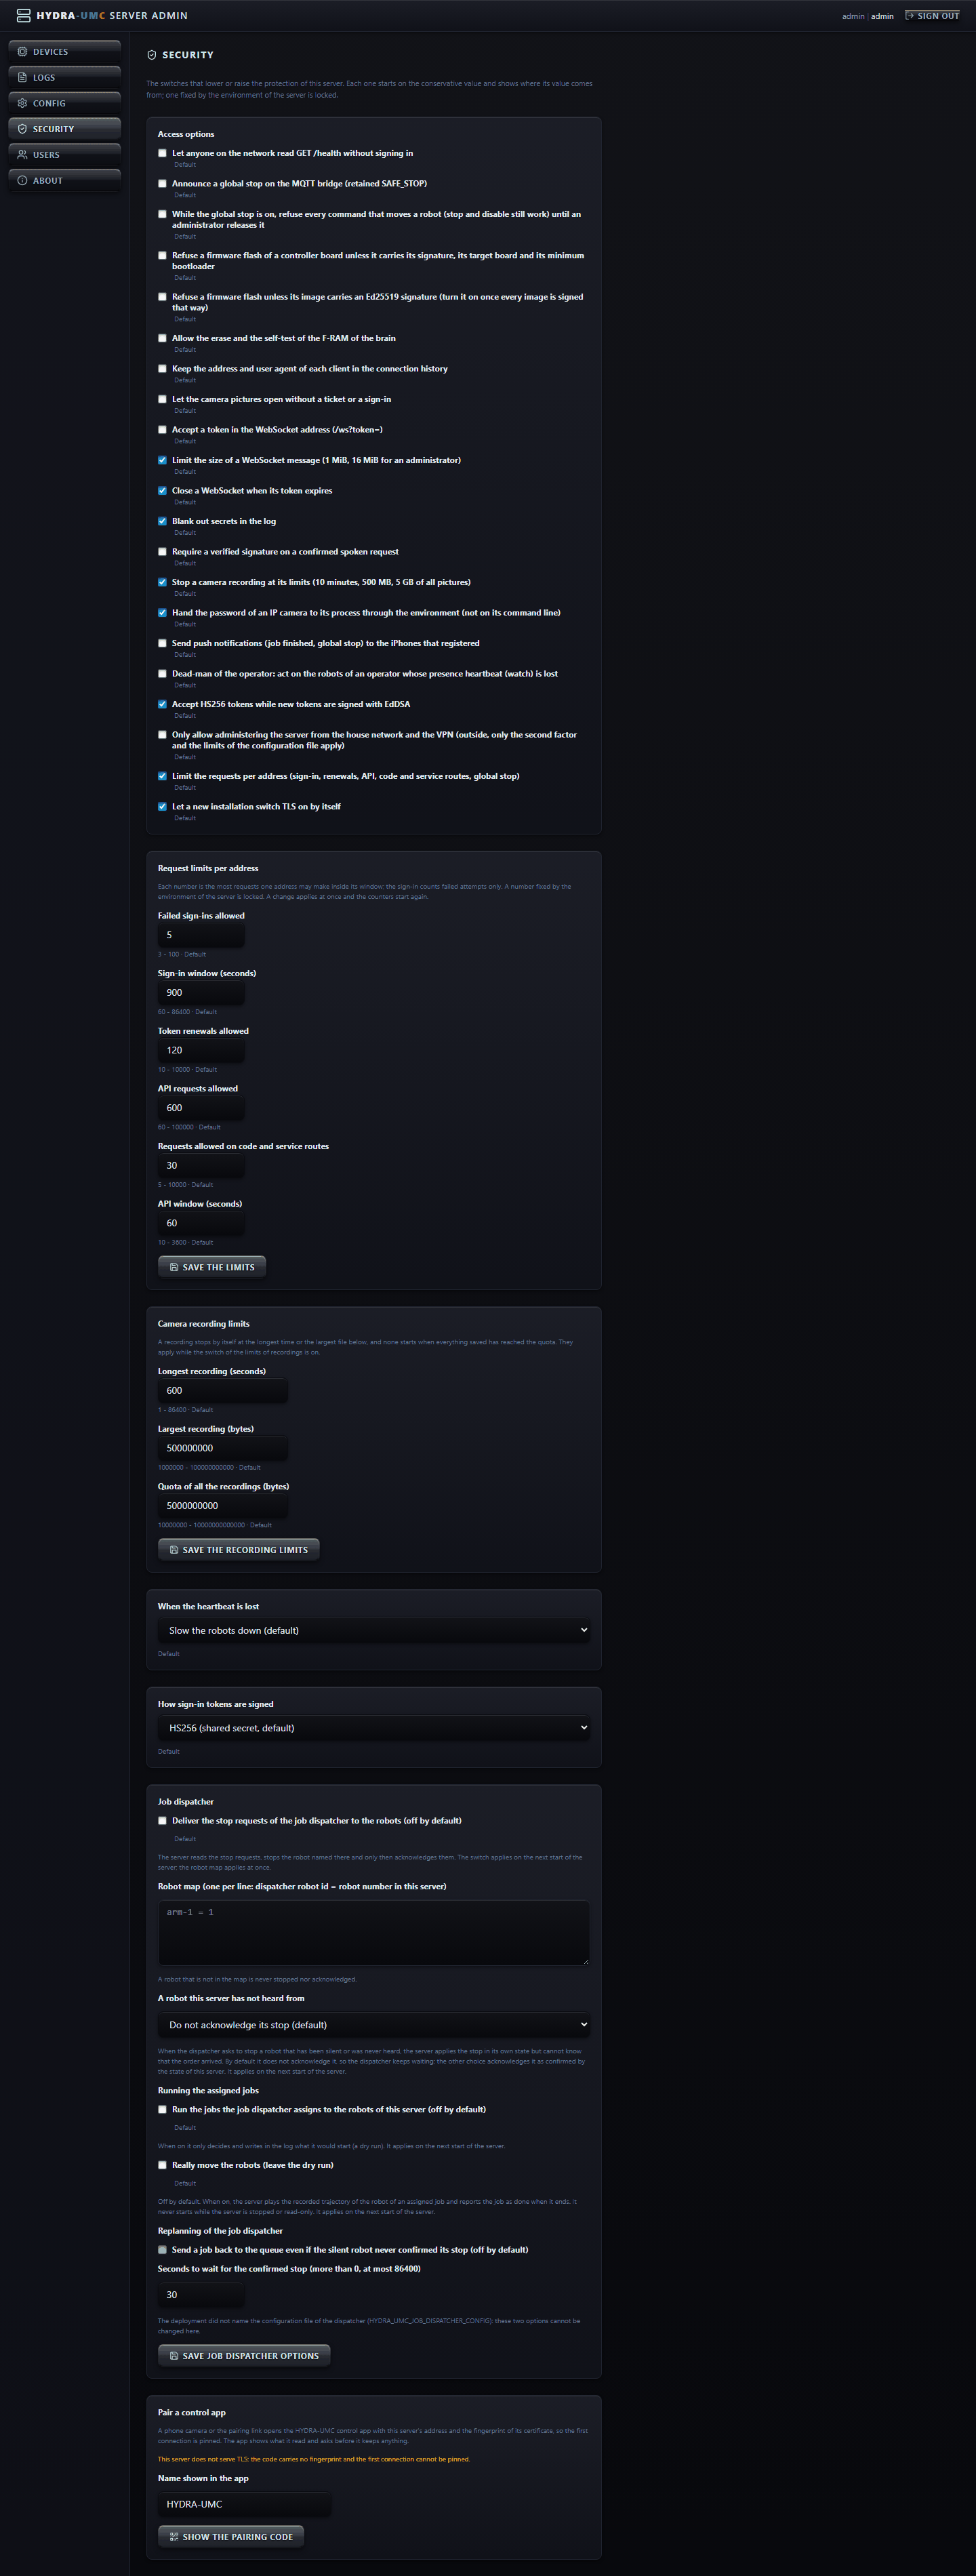 HYDRA-UMC SERVER ADMIN
admin | admin
SIGN OUT
DEVICES
LOGS
CONFIG
SECURITY
USERS
ABOUT
SECURITY
The switches that lower or raise the protection of this server. Each one starts on the conservative value and shows where its value comes
from; one fixed by the environment of the server is locked.
Access options
Let anyone on the network read GET /health without signing in
Default
Announce a global stop on the MQTT bridge (retained SAFE_STOP)
Default
While the global stop is on, refuse every command that moves a robot (stop and disable still work) until an
administrator releases it
Default
Refuse a firmware flash of a controller board unless it carries its signature, its target board and its minimum
bootloader
Default
Refuse a firmware flash unless its image carries an Ed25519 signature (turn it on once every image is signed
that way)
Default
Allow the erase and the self-test of the F-RAM of the brain
Default
Keep the address and user agent of each client in the connection history
Default
Let the camera pictures open without a ticket or a sign-in
Default
Accept a token in the WebSocket address (/ws?token=)
Default
Limit the size of a WebSocket message (1 MiB, 16 MiB for an administrator)
Default
Close a WebSocket when its token expires
Default
Blank out secrets in the log
Default
Require a verified signature on a confirmed spoken request
Default
Stop a camera recording at its limits (10 minutes, 500 MB, 5 GB of all pictures)
Default
Hand the password of an IP camera to its process through the environment (not on its command line)
Default
Send push notifications (job finished, global stop) to the iPhones that registered
Default
Dead-man of the operator: act on the robots of an operator whose presence heartbeat (watch) is lost
Default
Accept HS256 tokens while new tokens are signed with EdDSA
Default
Only allow administering the server from the house network and the VPN (outside, only the second factor
and the limits of the configuration file apply)
Default
Limit the requests per address (sign-in, renewals, API, code and service routes, global stop)
Default
Let a new installation switch TLS on by itself
Default
Request limits per address
Each number is the most requests one address may make inside its window; the sign-in counts failed attempts only. A number fixed by the
environment of the server is locked. A change applies at once and the counters start again.
Failed sign-ins allowed
5
3 – 100 · Default
Sign-in window (seconds)
900
60 – 86400 · Default
Token renewals allowed
120
10 – 10000 · Default
API requests allowed
600
60 – 100000 · Default
Requests allowed on code and service routes
30
5 – 10000 · Default
API window (seconds)
60
10 – 3600 · Default
SAVE THE LIMITS
Camera recording limits
A recording stops by itself at the longest time or the largest file below, and none starts when everything saved has reached the quota. They
apply while the switch of the limits of recordings is on.
Longest recording (seconds)
600
1 – 86400 · Default
Largest recording (bytes)
500000000
1000000 – 100000000000 · Default
Quota of all the recordings (bytes)
5000000000
10000000 – 10000000000000 · Default
SAVE THE RECORDING LIMITS
When the heartbeat is lost
Slow the robots down (default)
Default
How sign-in tokens are signed
HS256 (shared secret, default)
Default
Job dispatcher
Deliver the stop requests of the job dispatcher to the robots (off by default)
Default
The server reads the stop requests, stops the robot named there and only then acknowledges them. The switch applies on the next start of the
server; the robot map applies at once.
Robot map (one per line: dispatcher robot id = robot number in this server)
arm-1 = 1
A robot that is not in the map is never stopped nor acknowledged.
A robot this server has not heard from
Do not acknowledge its stop (default)
When the dispatcher asks to stop a robot that has been silent or was never heard, the server applies the stop in its own state but cannot know
that the order arrived. By default it does not acknowledge it, so the dispatcher keeps waiting; the other choice acknowledges it as confirmed by
the state of this server. It applies on the next start of the server.
Running the assigned jobs
Run the jobs the job dispatcher assigns to the robots of this server (off by default)
Default
When on it only decides and writes in the log what it would start (a dry run). It applies on the next start of the server.
Really move the robots (leave the dry run)
Default
Off by default. When on, the server plays the recorded trajectory of the robot of an assigned job and reports the job as done when it ends. It
never starts while the server is stopped or read-only. It applies on the next start of the server.
Replanning of the job dispatcher
Send a job back to the queue even if the silent robot never confirmed its stop (off by default)
Seconds to wait for the confirmed stop (more than 0, at most 86400)
30
The deployment did not name the configuration file of the dispatcher (HYDRA_UMC_JOB_DISPATCHER_CONFIG); these two options cannot be
changed here.
SAVE JOB DISPATCHER OPTIONS
Pair a control app
A phone camera or the pairing link opens the HYDRA-UMC control app with this server's address and the fingerprint of its certificate, so the first
connection is pinned. The app shows what it read and asks before it keeps anything.
This server does not serve TLS: the code carries no fingerprint and the first connection cannot be pinned.
Name shown in the app
HYDRA-UMC
SHOW THE PAIRING CODE